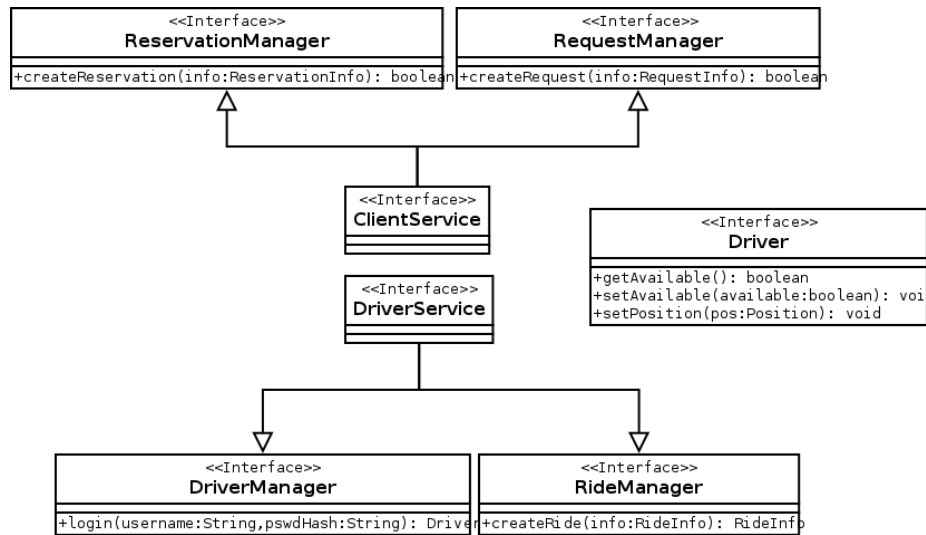 <<Interface>>
ReservationManager
+createReservation(info:ReservationInfo): boolean
<<Interface>>
RequestManager
+createRequest(info:RequestInfo): boolean
<<Interface>>
ClientService
<<Interface>>
Driver
+getAvailable(): boolean
+setAvailable(available:boolean): voi
+setPosition(pos:Position): void
<<Interface>>
DriverService
<<Interface>>
DriverManager
+login(username:String,pswdHash:String): Driver
<<Interface>>
RideManager
+createRide(info:RideInfo): RideInfo